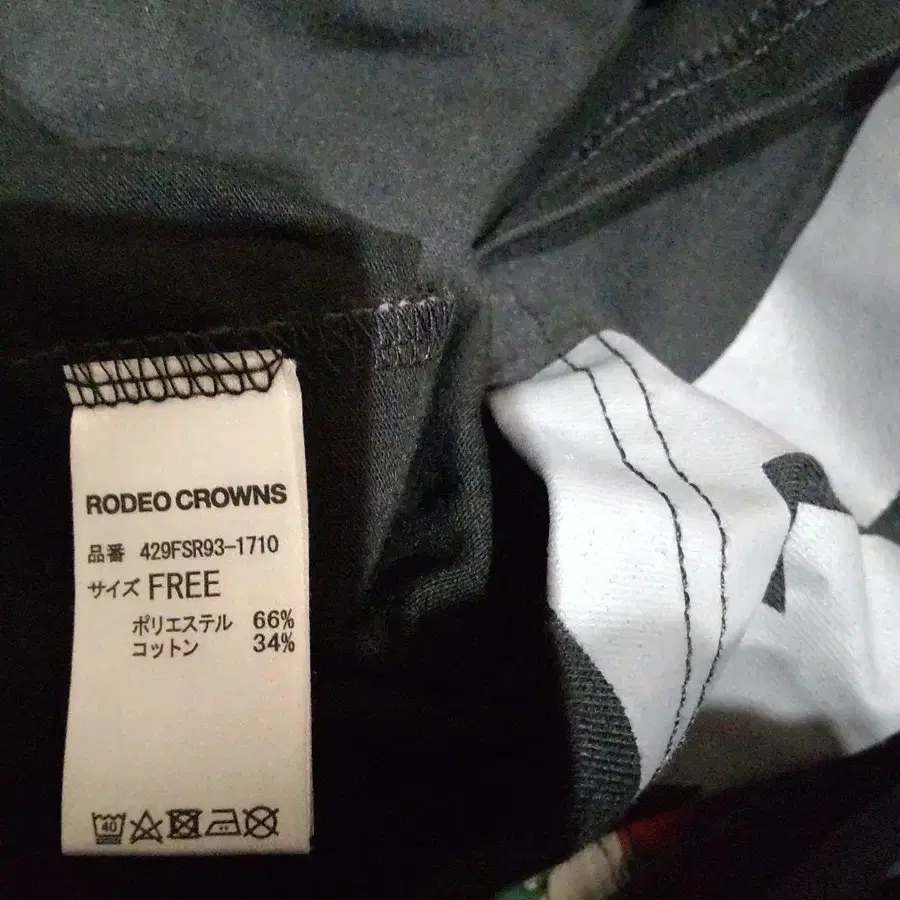 RODEO CROWNS
品番 429FSR93-1710
サイズ FREE
ポリエステル 66%
コットン 34%
40